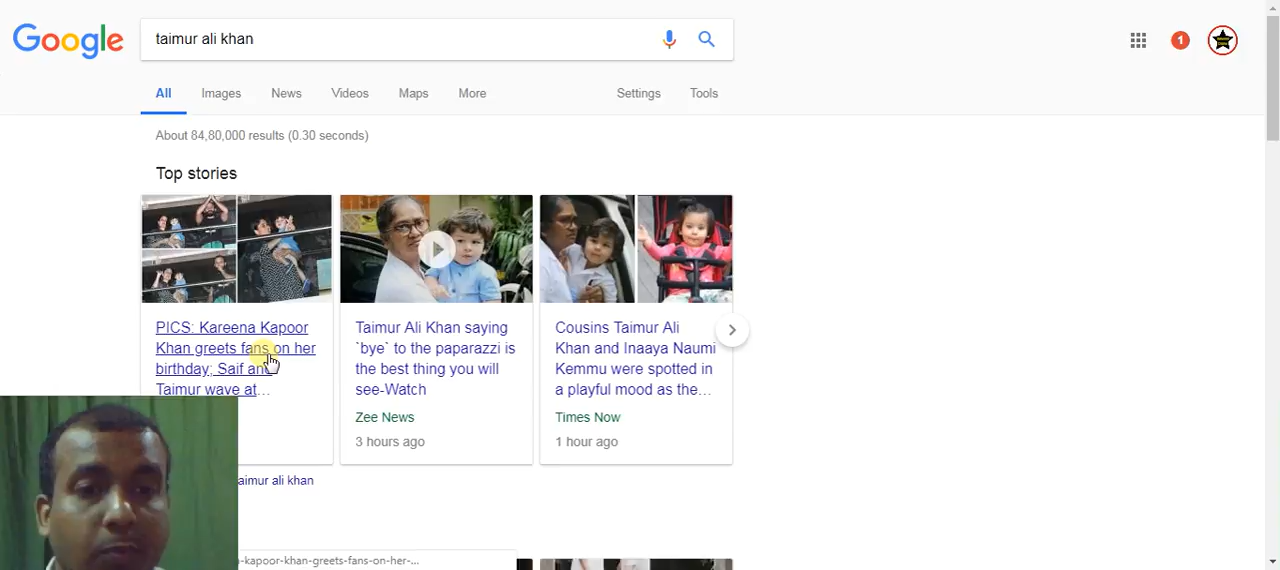 Google
taimur ali khan
All Images News Videos Maps More Settings Tools
1
About 84,80,000 results (0.30 seconds)
Top stories
PICS: Kareena Kapoor
Khan greets fans on her
birthday; Saif and
Taimur wave at...
Taimur Ali Khan saying
`bye` to the paparazzi is
the best thing you will
see-Watch
Zee News
3 hours ago
Cousins Taimur Ali
Khan and Inaaya Naumi
Kemmu were spotted in
a playful mood as the...
Times Now
1 hour ago
taimur ali khan
-kapoor-khan-greets-fans-on-her-...